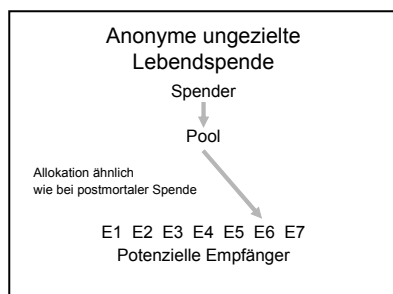 Anonyme ungezielte
Lebendspende
Spender
Pool
Allokation ähnlich
wie bei postmortaler Spende
E1 E2 E3 E4 E5 E6 E7
Potenzielle Empfänger